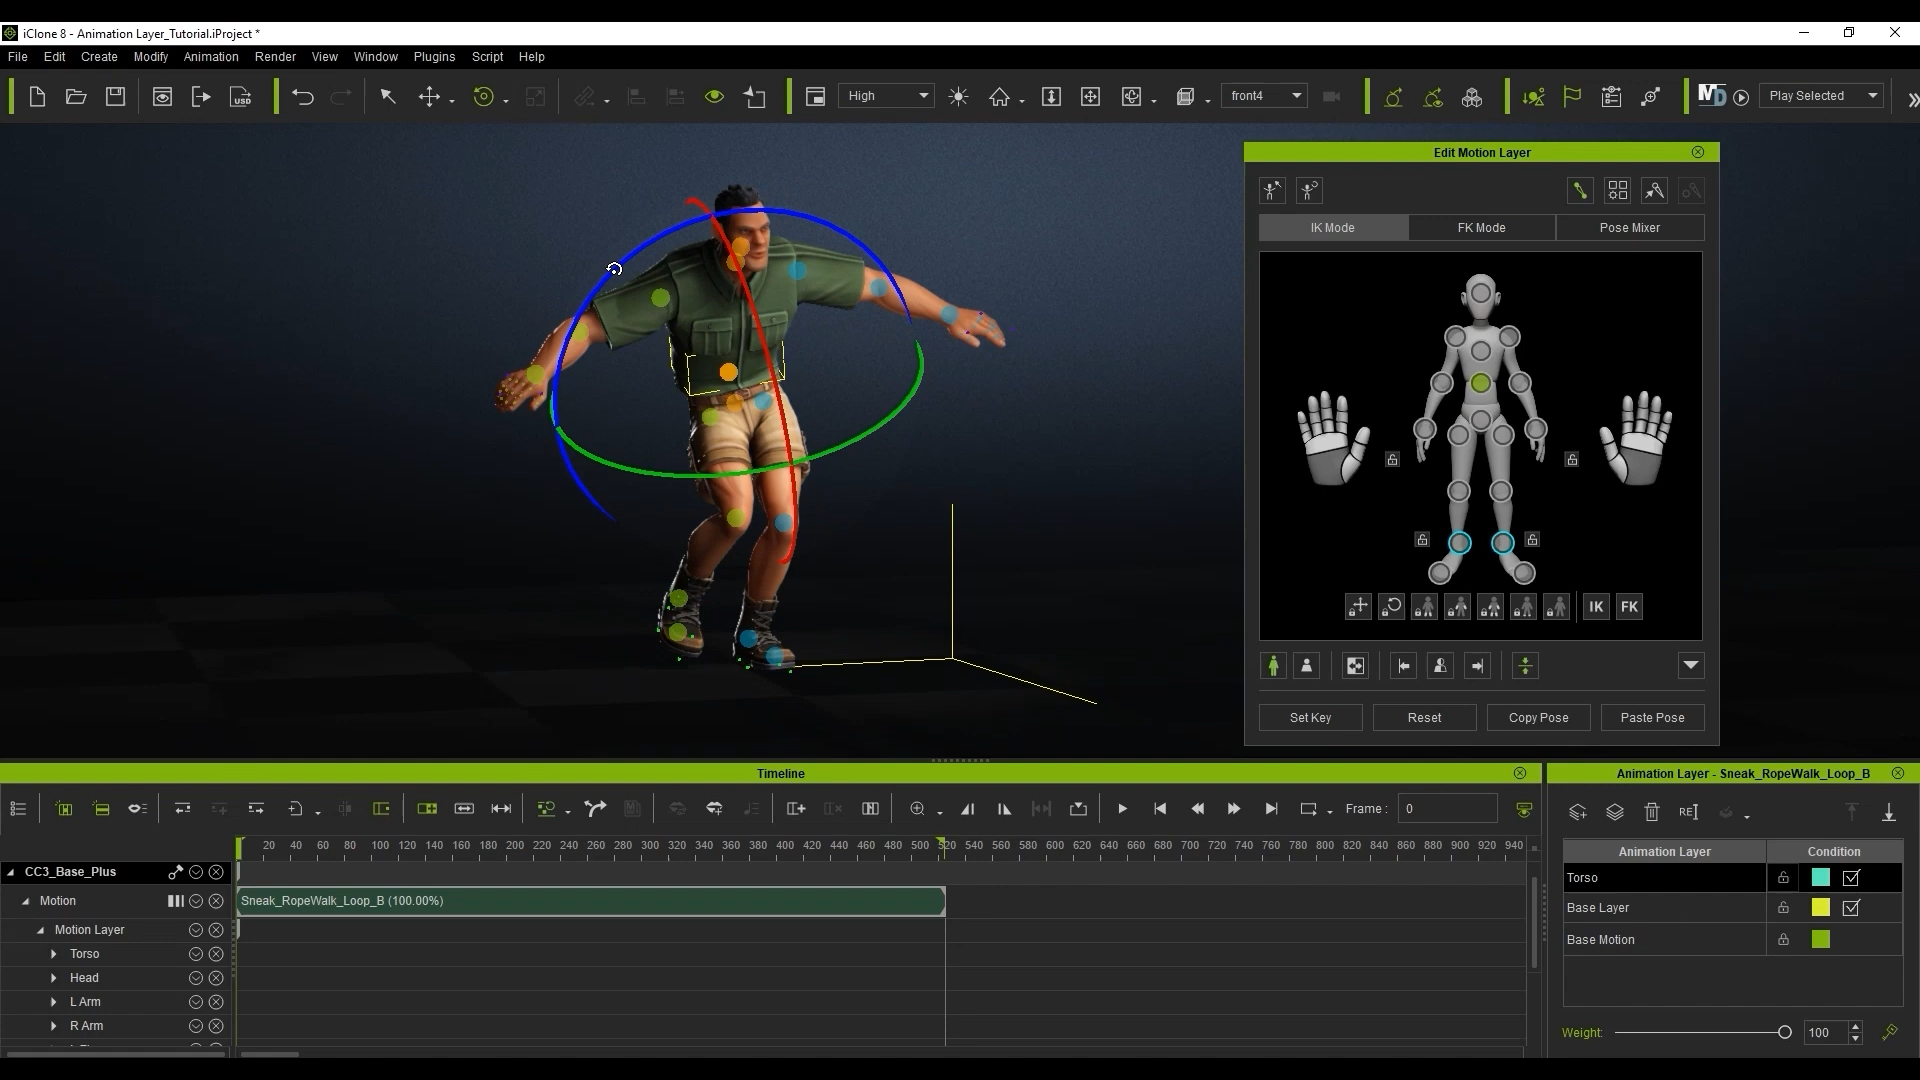 iClone 8 - Animation Layer_Tutorial.iProject *
File Edit Create Modify Animation Render View Window Plugins Script Help
USD High front4 MD Play Selected
Edit Motion Layer
IK Mode FK Mode Pose Mixer
IK FK
Set Key Reset Copy Pose Paste Pose
Timeline
Frame : 0
20 40 60 80 100 120 140 160 180 200 220 240 260 280 300 320 340 360 380 400 420 440 460 480 500 520 540 560 580 600 620 640 660 680 700 720 740 760 780 800 820 840 860 880 900 920 940
CC3_Base_Plus
Motion
Sneak_RopeWalk_Loop_B (100.00%)
Motion Layer
Torso
Head
L Arm
R Arm
Animation Layer - Sneak_RopeWalk_Loop_B
Animation Layer Condition
Torso
Base Layer
Base Motion
Weight: 100